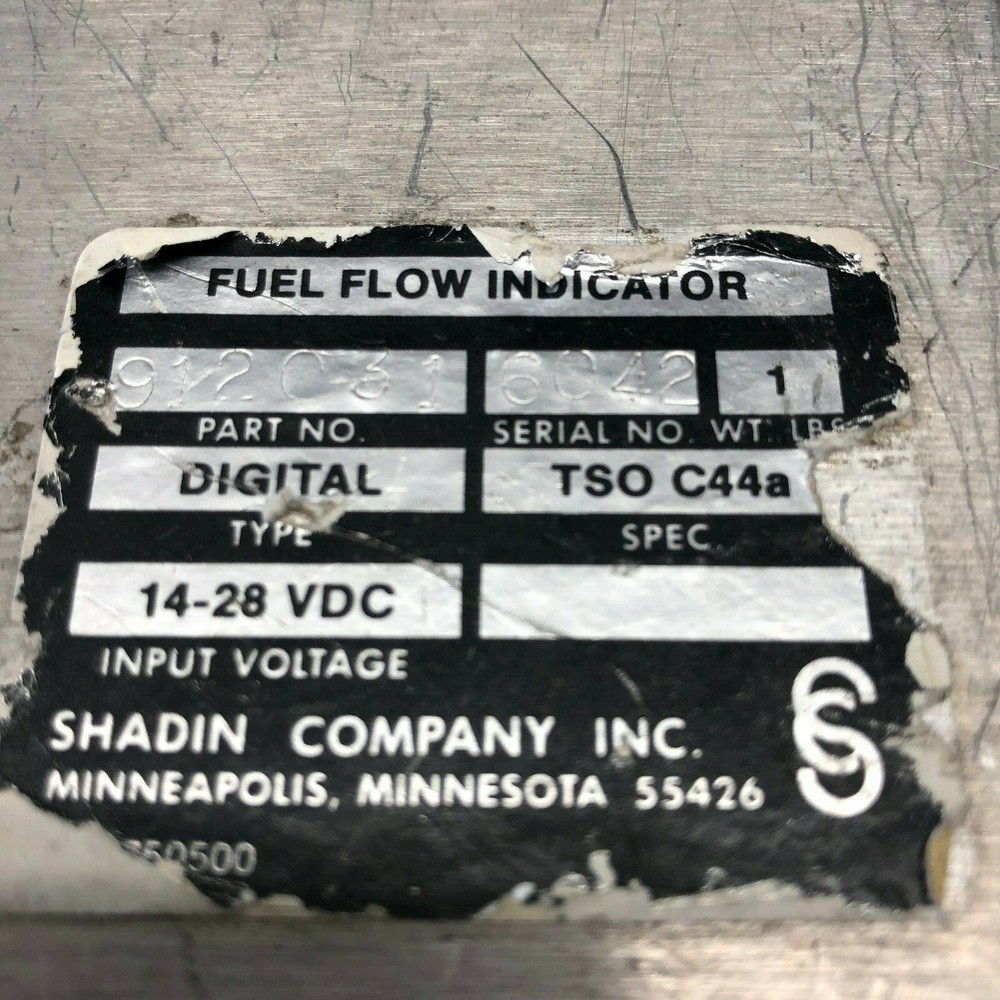 FUEL FLOW INDICATOR
912031 6042 1
PART NO. SERIAL NO. WT. LBS
DIGITAL TSO C44a
TYPE SPEC.
14-28 VDC
INPUT VOLTAGE
SHADIN COMPANY INC.
MINNEAPOLIS, MINNESOTA 55426